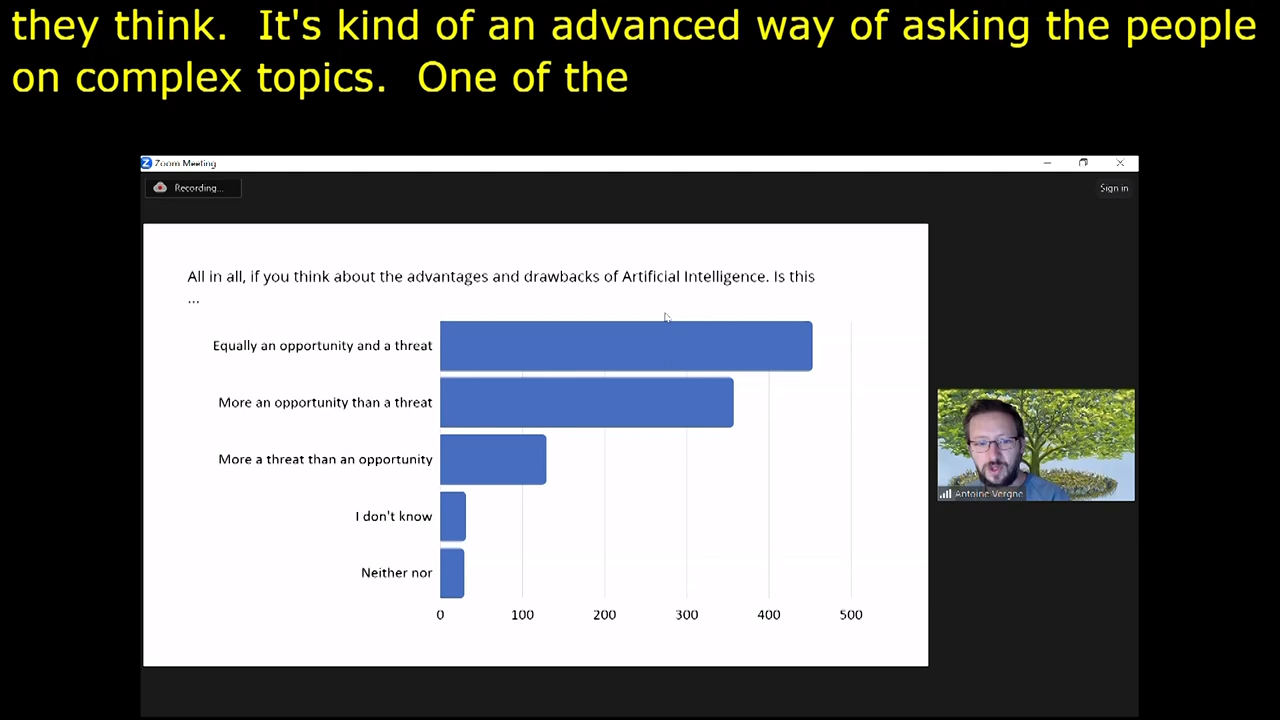 they think.  It's kind of an advanced way of asking the people
on complex topics.  One of the
Zoom Meeting
Recording...
Sign in
All in all, if you think about the advantages and drawbacks of Artificial Intelligence. Is this
...
Equally an opportunity and a threat
More an opportunity than a threat
More a threat than an opportunity
I don't know
Neither nor
0 100 200 300 400 500
Antoine Vergne